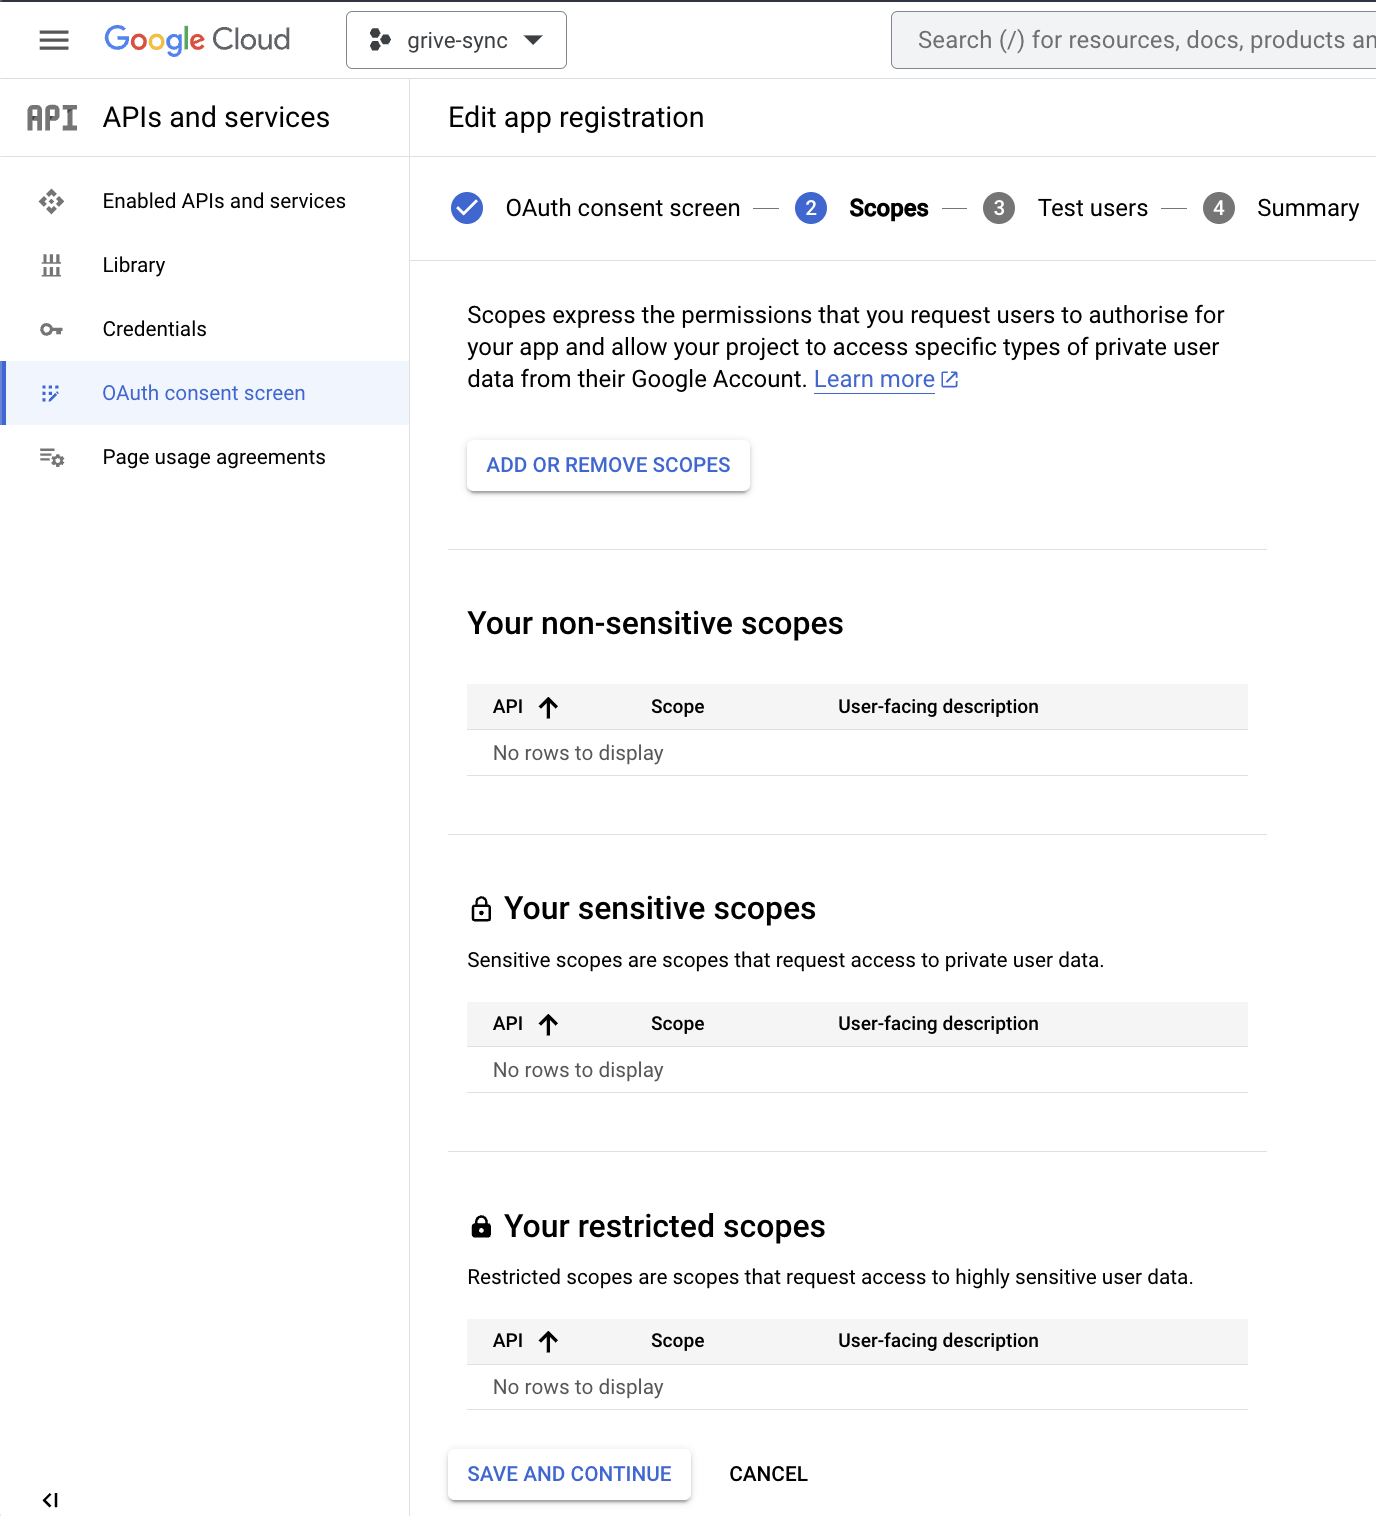 Google Cloud
grive-sync
Search (/) for resources, docs, products an
API APIs and services
Edit app registration
Enabled APIs and services
Library
Credentials
OAuth consent screen
Page usage agreements
OAuth consent screen
2 Scopes
3 Test users
4 Summary
Scopes express the permissions that you request users to authorise for
your app and allow your project to access specific types of private user
data from their Google Account. Learn more
ADD OR REMOVE SCOPES
Your non-sensitive scopes
API Scope User-facing description
No rows to display
Your sensitive scopes
Sensitive scopes are scopes that request access to private user data.
API Scope User-facing description
No rows to display
Your restricted scopes
Restricted scopes are scopes that request access to highly sensitive user data.
API Scope User-facing description
No rows to display
SAVE AND CONTINUE CANCEL